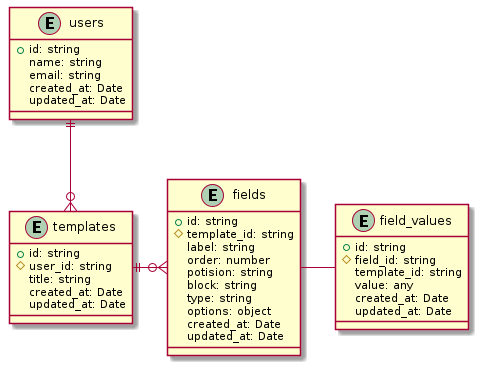 E users
id: string
name: string
email: string
created_at: Date
updated_at: Date
E templates
id: string
user_id: string
title: string
created_at: Date
updated_at: Date
E fields
id: string
template_id: string
label: string
order: number
potision: string
block: string
type: string
options: object
created_at: Date
updated_at: Date
E field_values
id: string
field_id: string
template_id: string
value: any
created_at: Date
updated_at: Date